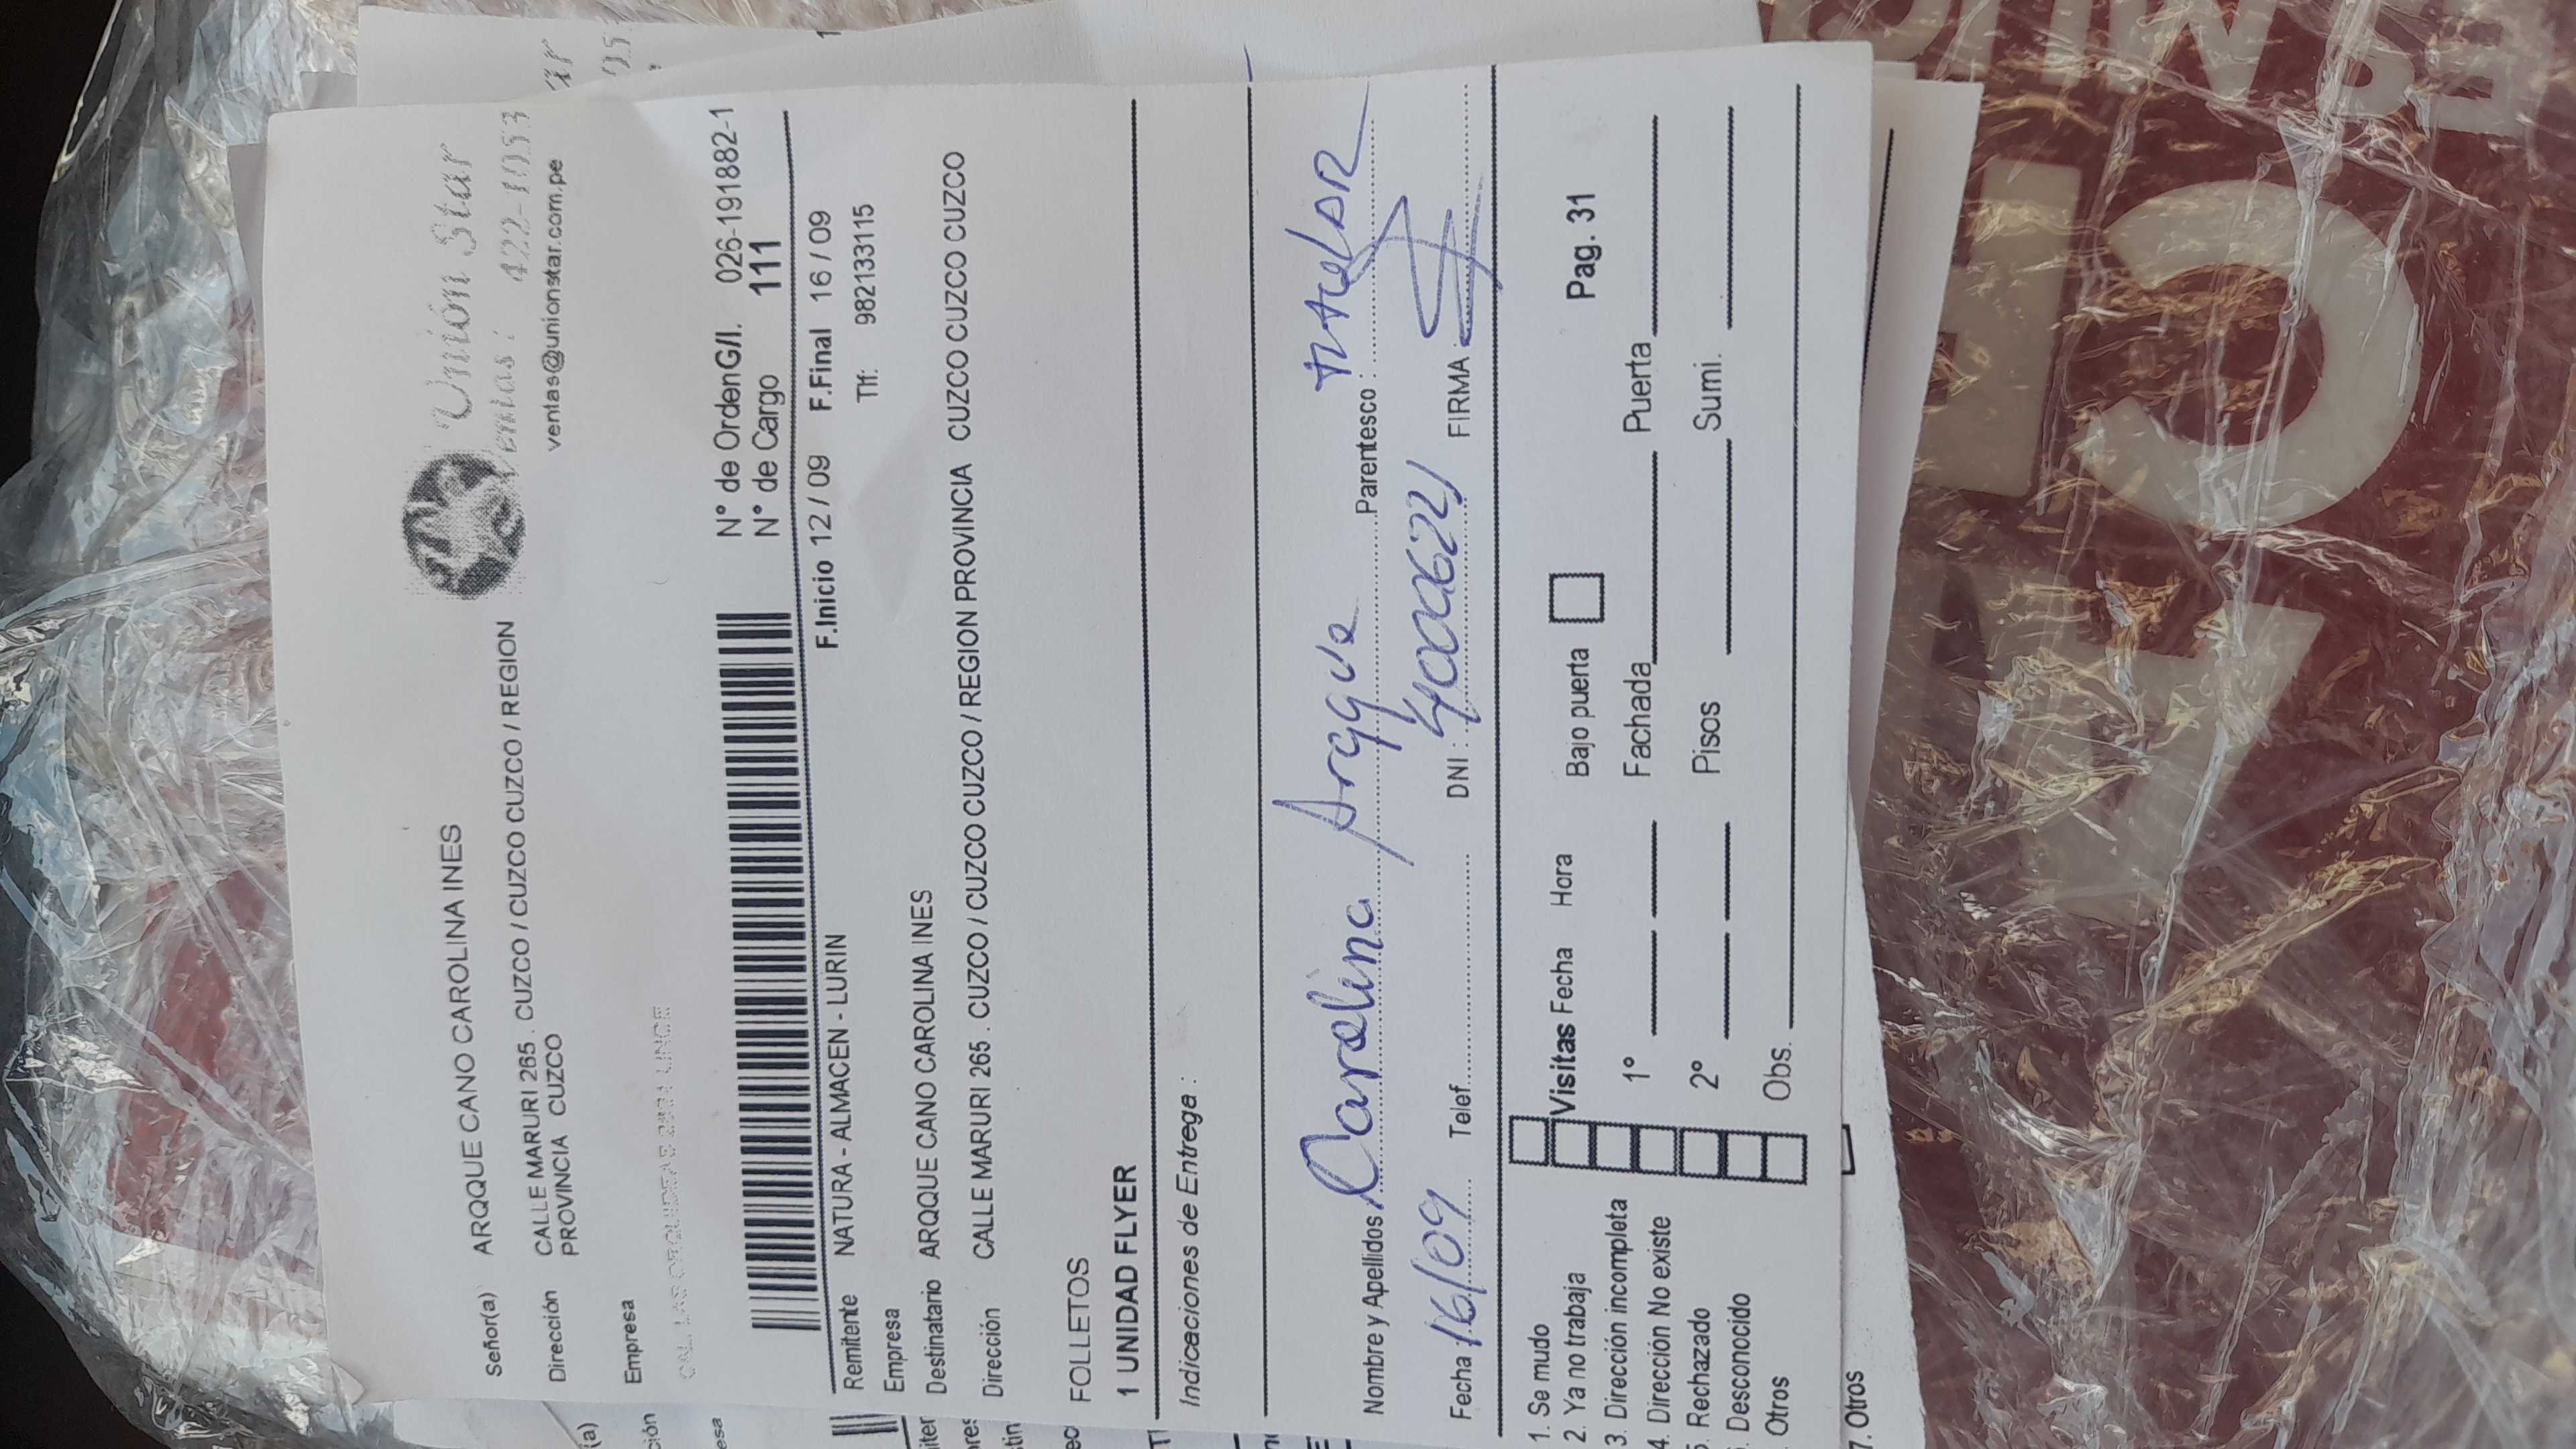 Unión Star
422-1053
ventas@unionstar.com.pe
Señor(a) ARQQUE CANO CAROLINA INES
Dirección CALLE MARURI 265 . CUZCO / CUZCO CUZCO / REGION
PROVINCIA CUZCO
Empresa
N° de OrdenG/I. 026-191882-1
N° de Cargo 111
F.Inicio 12 / 09 F.Final 16 / 09
Remitente NATURA - ALMACEN - LURIN Tlf: 982133115
Empresa
Destinatario ARQQUE CANO CAROLINA INES
Dirección CALLE MARURI 265 . CUZCO / CUZCO CUZCO / REGION PROVINCIA CUZCO CUZCO CUZCO
FOLLETOS
1 UNIDAD FLYER
Indicaciones de Entrega :
Nombre y Apellidos Carolina Arqque Parentesco : titular
Fecha : 16/09 Telef. DNI : FIRMA :
1. Se mudo
2. Ya no trabaja
3. Dirección incompleta
4. Dirección No existe
5. Rechazado
. Desconocido
. Otros
Visitas Fecha Hora Bajo puerta Pag. 31
1° Fachada Puerta
2° Pisos Sumi.
Obs.
7. Otros